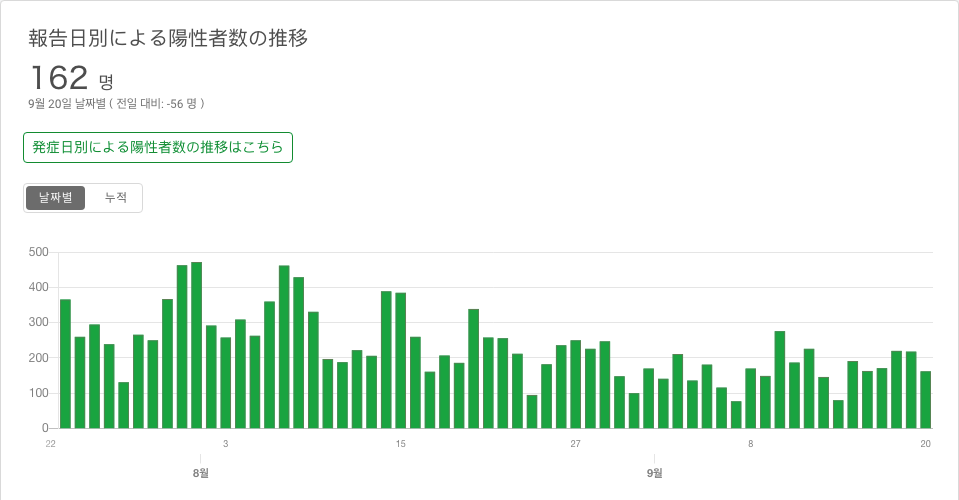 報告日別による陽性者数の推移
162 명
9월 20일 날짜별 ( 전일 대비: -56 명 )
発症日別による陽性者数の推移はこちら
날짜별 누적
500
400
300
200
100
0
22 3 15 27 8 20
8월 9월